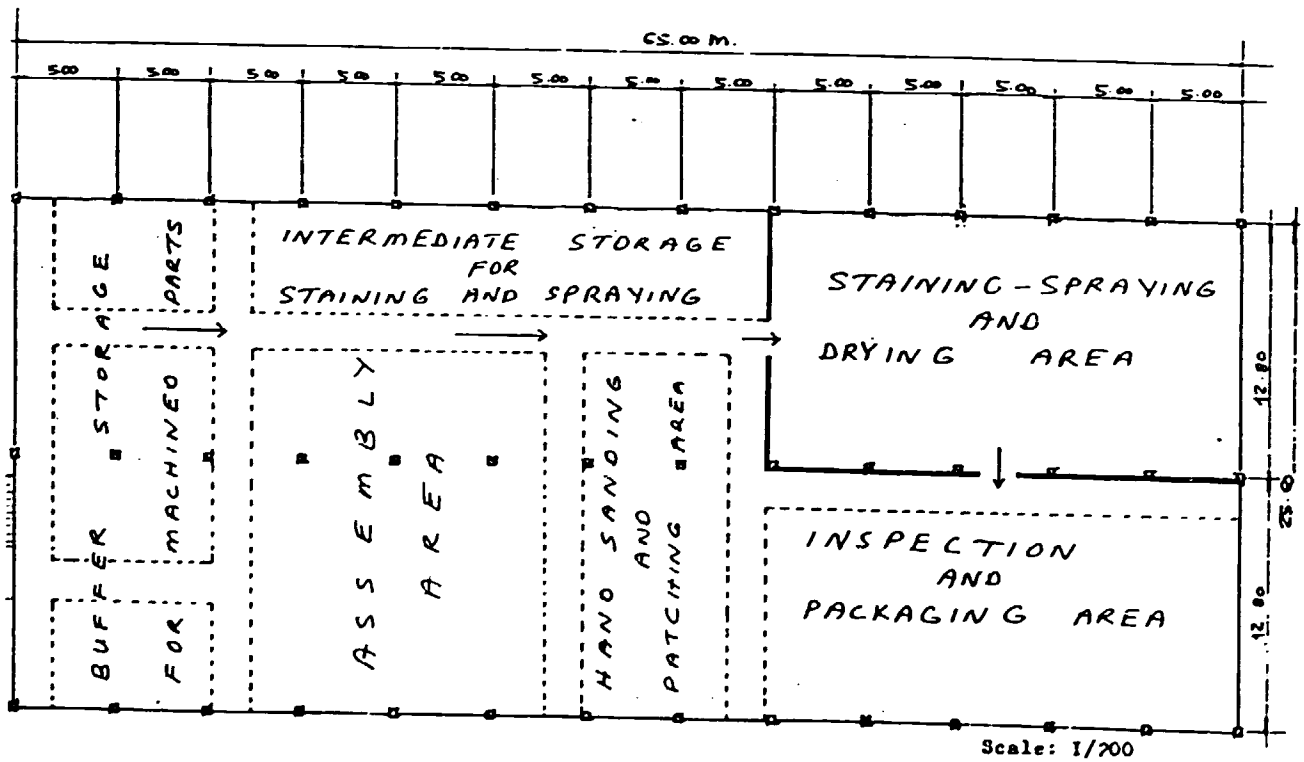 65.00 m.
5.00 5.00 5.00 5.00 5.00 5.00 5.00 5.00 5.00 5.00 5.00 5.00 5.00
INTERMEDIATE STORAGE
FOR
STAINING AND SPRAYING
STAINING-SPRAYING
AND
DRYING AREA
BUFFER STORAGE
FOR MACHINED PARTS
ASSEMBLY
AREA
HAND SANDING
AND
PATCHING AREA
INSPECTION
AND
PACKAGING AREA
12.80
12.80
Scale: 1/200